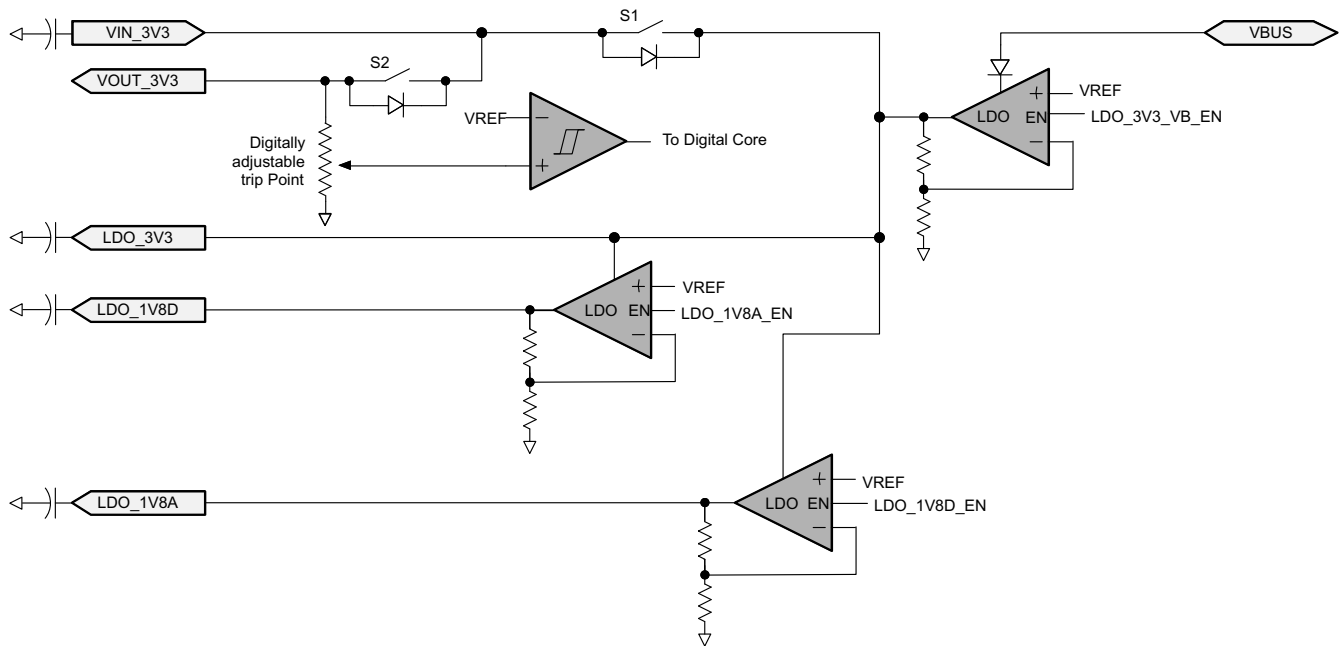 S1
VIN_3V3
VBUS
S2
VOUT_3V3
VREF
+
LDO EN
LDO_3V3_VB_EN
−
VREF
−
To Digital Core
+
Digitally
adjustable
trip Point
LDO_3V3
+
VREF
LDO_1V8D
LDO EN
LDO_1V8A_EN
−
+
VREF
LDO_1V8A
LDO EN
LDO_1V8D_EN
−